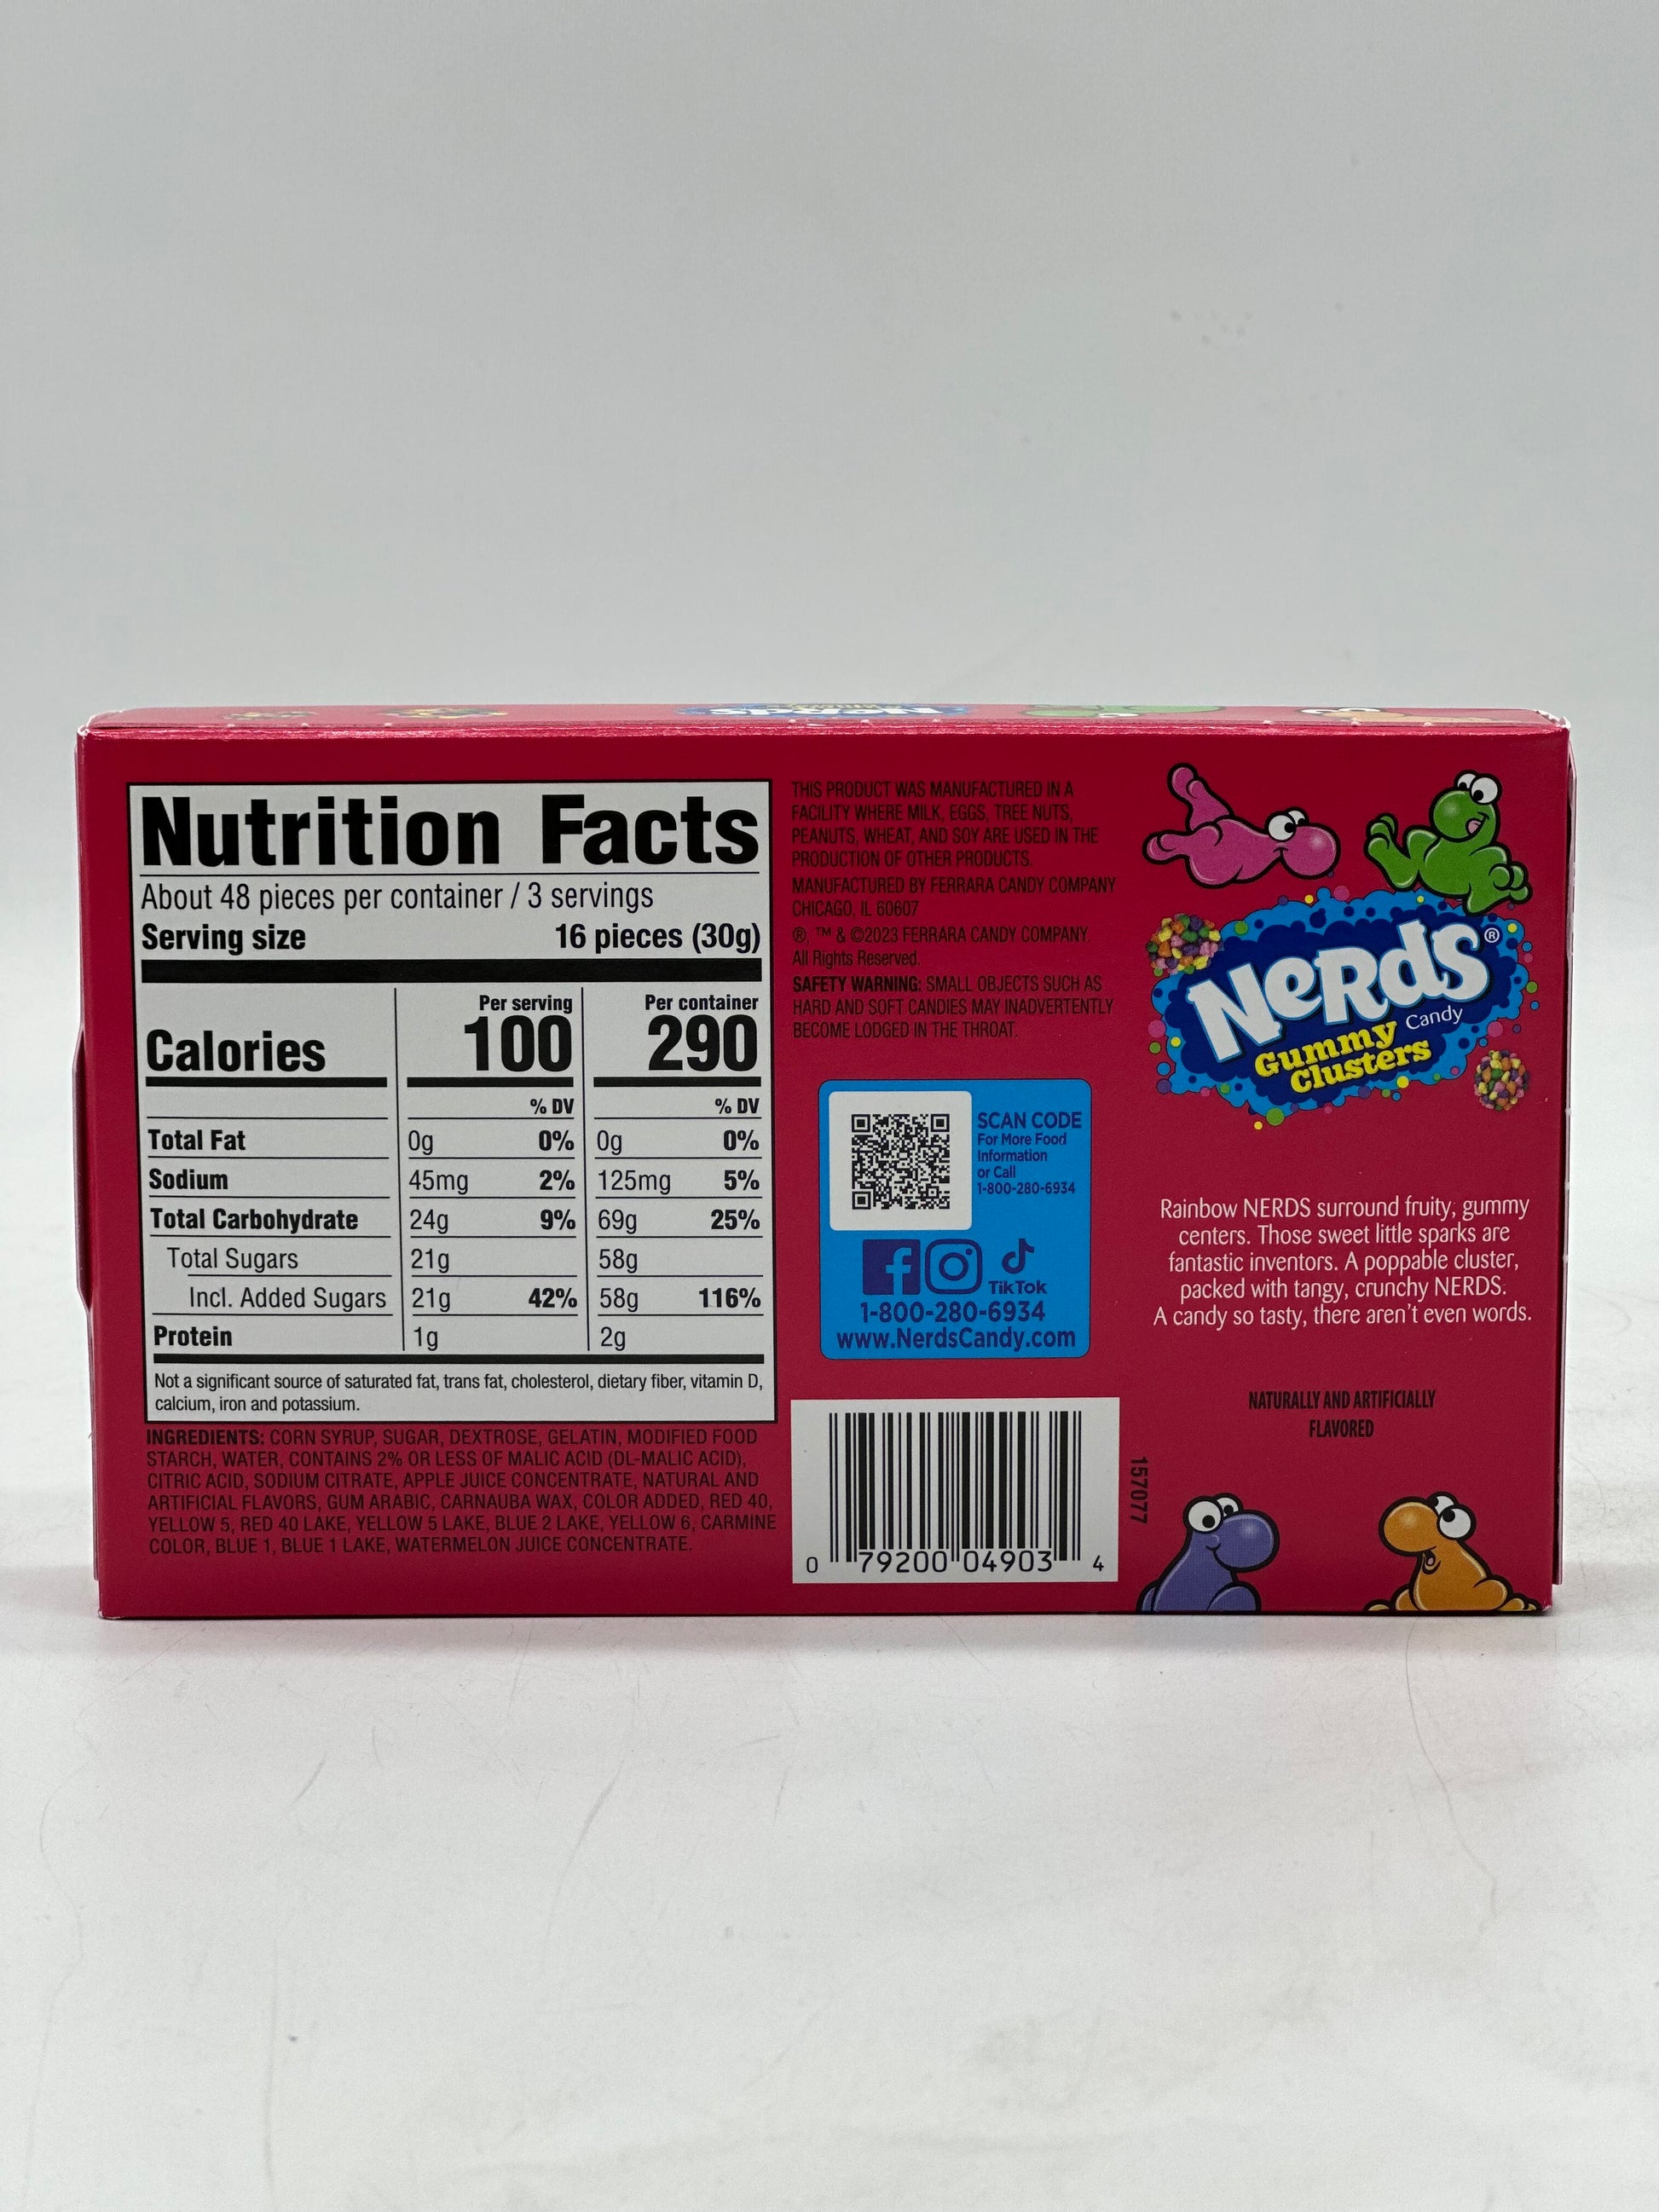 Nutrition Facts
About 48 pieces per container / 3 servings
Serving size 16 pieces (30g)
Per serving Per container
Calories 100 290
% DV % DV
Total Fat 0g 0% 0g 0%
Sodium 45mg 2% 125mg 5%
Total Carbohydrate 24g 9% 69g 25%
Total Sugars 21g 58g
Incl. Added Sugars 21g 42% 58g 116%
Protein 1g 2g
Not a significant source of saturated fat, trans fat, cholesterol, dietary fiber, vitamin D,
calcium, iron and potassium.
INGREDIENTS: CORN SYRUP, SUGAR, DEXTROSE, GELATIN, MODIFIED FOOD
STARCH, WATER, CONTAINS 2% OR LESS OF MALIC ACID (DL-MALIC ACID),
CITRIC ACID, SODIUM CITRATE, APPLE JUICE CONCENTRATE, NATURAL AND
ARTIFICIAL FLAVORS, GUM ARABIC, CARNAUBA WAX, COLOR ADDED, RED 40,
YELLOW 5, RED 40 LAKE, YELLOW 5 LAKE, BLUE 2 LAKE, YELLOW 6, CARMINE
COLOR, BLUE 1, BLUE 1 LAKE, WATERMELON JUICE CONCENTRATE.
THIS PRODUCT WAS MANUFACTURED IN A
FACILITY WHERE MILK, EGGS, TREE NUTS,
PEANUTS, WHEAT, AND SOY ARE USED IN THE
PRODUCTION OF OTHER PRODUCTS.
MANUFACTURED BY FERRARA CANDY COMPANY
CHICAGO, IL 60607
®, ™ & ©2023 FERRARA CANDY COMPANY.
All Rights Reserved.
SAFETY WARNING: SMALL OBJECTS SUCH AS
HARD AND SOFT CANDIES MAY INADVERTENTLY
BECOME LODGED IN THE THROAT.
SCAN CODE
For More Food
Information
or Call
1-800-280-6934
TikTok
1-800-280-6934
www.NerdsCandy.com
0 79200 04903 4
157077
NeRdS®
Candy
Gummy
Clusters
Rainbow NERDS surround fruity, gummy
centers. Those sweet little sparks are
fantastic inventors. A poppable cluster,
packed with tangy, crunchy NERDS.
A candy so tasty, there aren't even words.
NATURALLY AND ARTIFICIALLY
FLAVORED